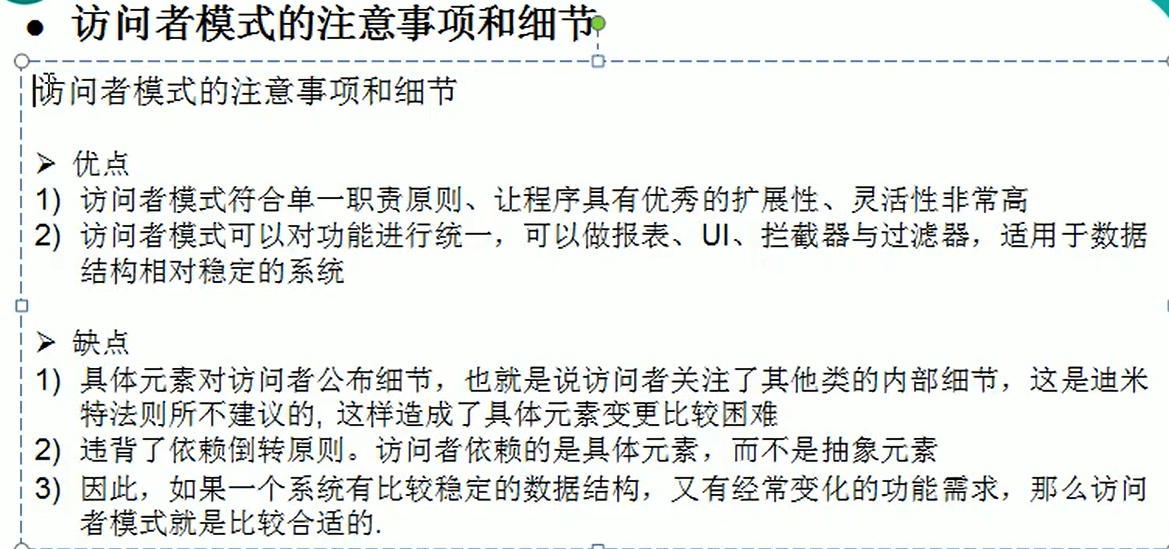 ● 访问者模式的注意事项和细节
访问者模式的注意事项和细节
➢ 优点
1) 访问者模式符合单一职责原则、让程序具有优秀的扩展性、灵活性非常高
2) 访问者模式可以对功能进行统一，可以做报表、UI、拦截器与过滤器，适用于数据
结构相对稳定的系统
➢ 缺点
1) 具体元素对访问者公布细节，也就是说访问者关注了其他类的内部细节，这是迪米
特法则所不建议的, 这样造成了具体元素变更比较困难
2) 违背了依赖倒转原则。访问者依赖的是具体元素，而不是抽象元素
3) 因此，如果一个系统有比较稳定的数据结构，又有经常变化的功能需求，那么访问
者模式就是比较合适的.